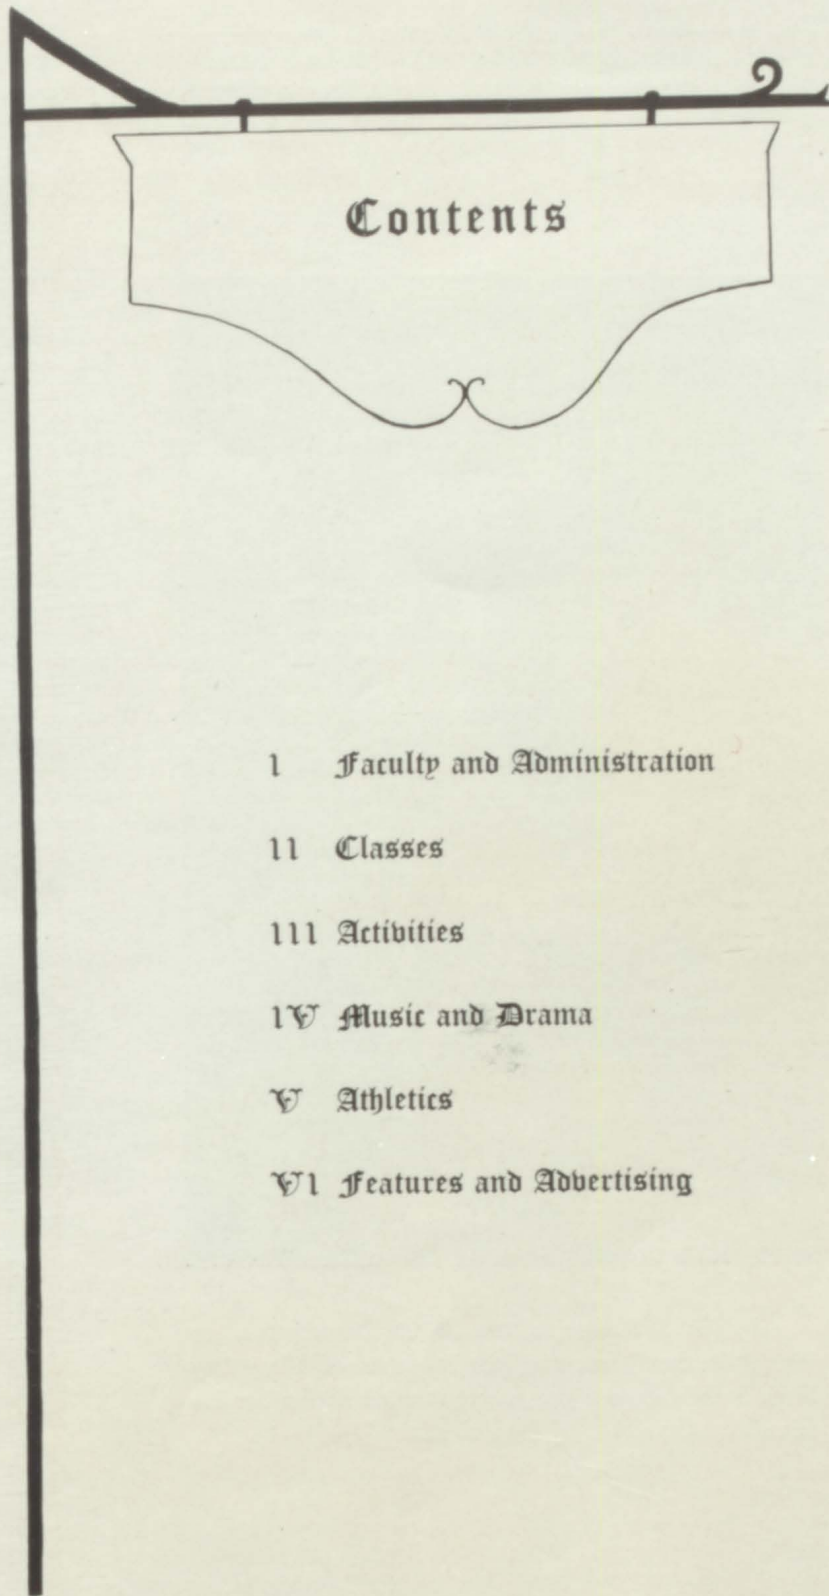 Contents
I Faculty and Administration
II Classes
III Activities
IV Music and Drama
V Athletics
VI Features and Advertising